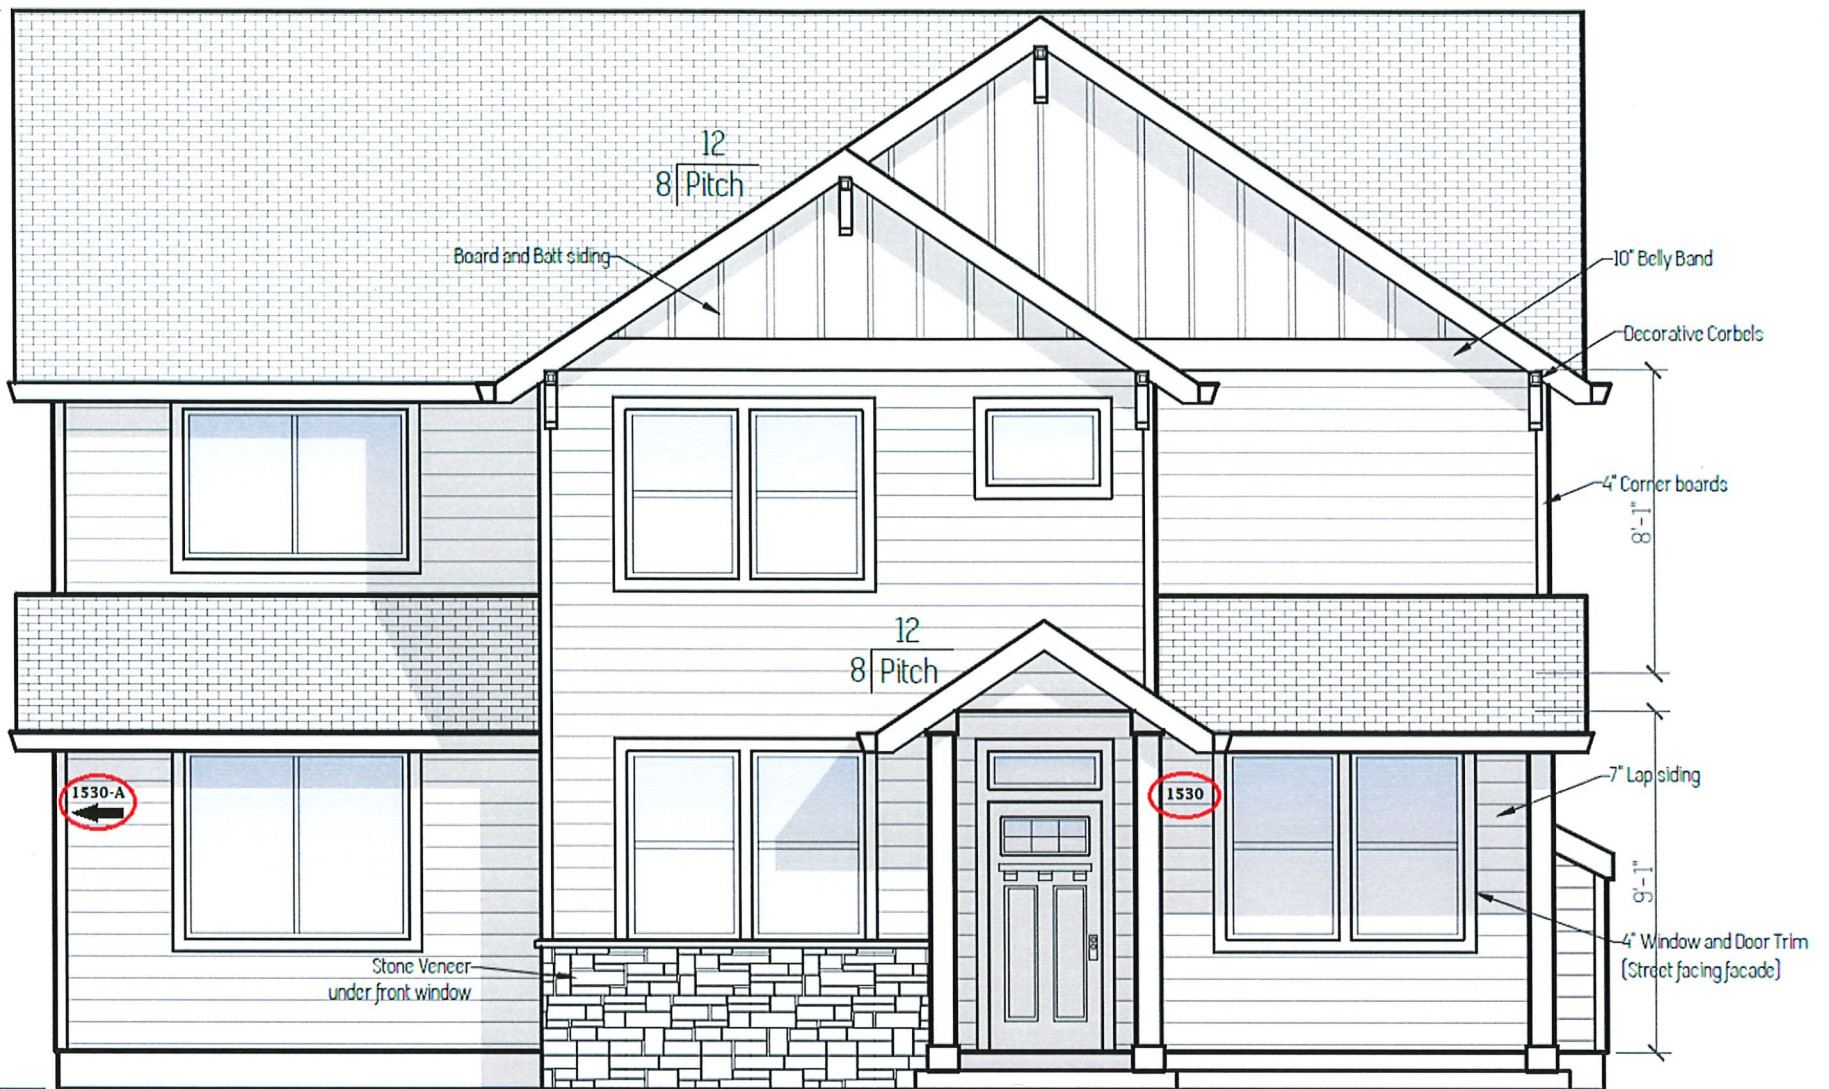 12
8 Pitch
Board and Batt siding
10" Belly Band
Decorative Corbels
4" Corner boards
8'-1"
12
8 Pitch
1530-A
1530
7" Lap siding
9'-1"
4" Window and Door Trim
(Street facing facade)
Stone Veneer
under front window